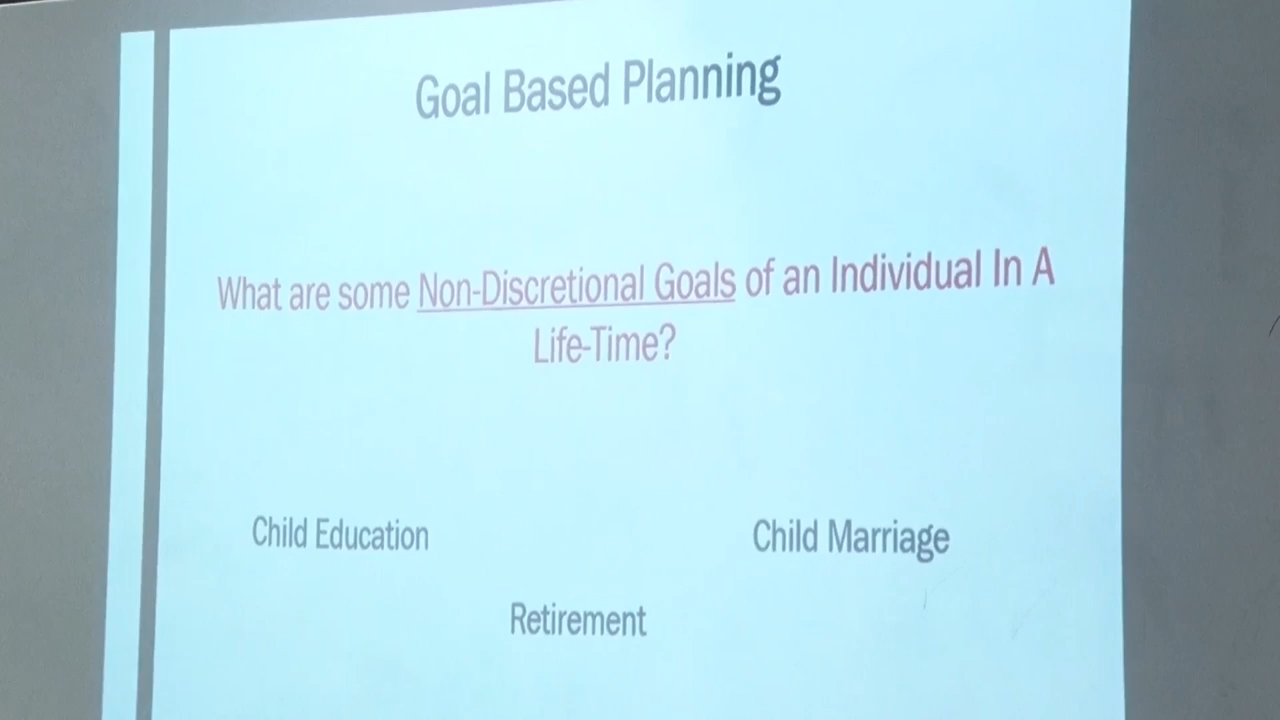 Goal Based Planning
What are some Non-Discretional Goals of an Individual In A
Life-Time?
Child Education
Child Marriage
Retirement